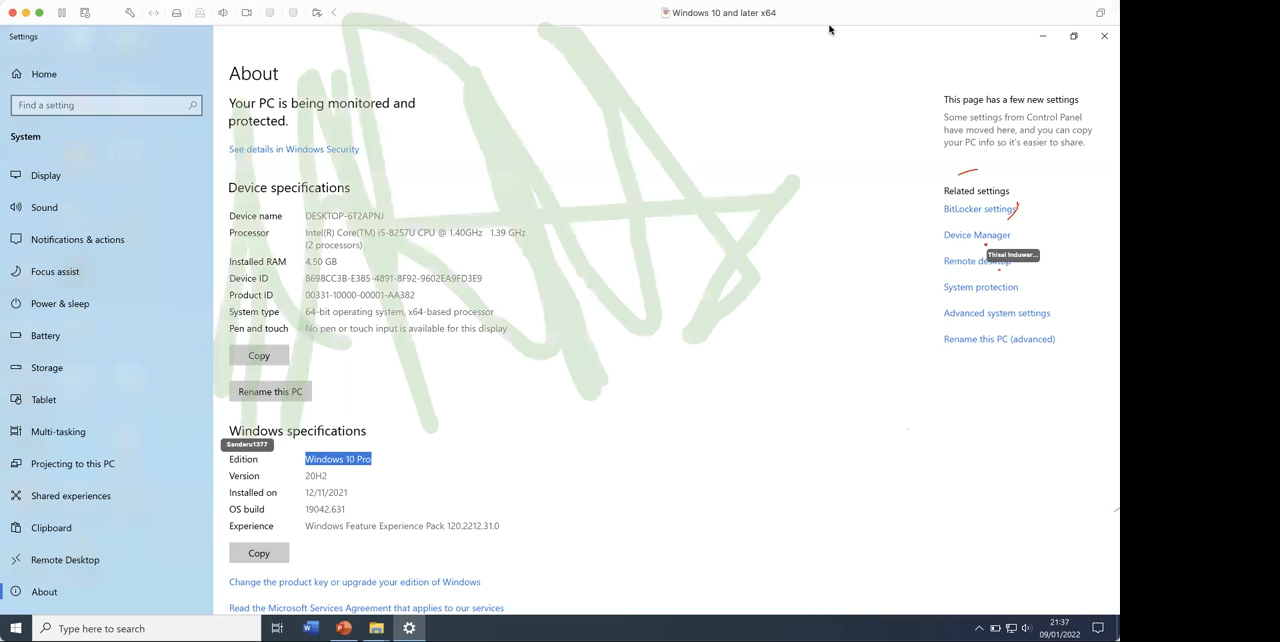 Windows 10 and later x64
Settings
Home
Find a setting
System
Display
Sound
Notifications & actions
Focus assist
Power & sleep
Battery
Storage
Tablet
Multi-tasking
Projecting to this PC
Shared experiences
Clipboard
Remote Desktop
About
About
Your PC is being monitored and
protected.
See details in Windows Security
Device specifications
Device name DESKTOP-6T2APNJ
Processor Intel(R) Core(TM) i5-8257U CPU @ 1.40GHz 1.39 GHz
(2 processors)
Installed RAM 4.50 GB
Device ID 8698CC3B-E385-4891-8F92-9602EA9FD3E9
Product ID 00331-10000-00001-AA382
System type 64-bit operating system, x64-based processor
Pen and touch No pen or touch input is available for this display
Copy
Rename this PC
Windows specifications
Sandaru1377
Edition Windows 10 Pro
Version 20H2
Installed on 12/11/2021
OS build 19042.631
Experience Windows Feature Experience Pack 120.2212.31.0
Copy
Change the product key or upgrade your edition of Windows
Read the Microsoft Services Agreement that applies to our services
This page has a few new settings
Some settings from Control Panel
have moved here, and you can copy
your PC info so it's easier to share.
Related settings
BitLocker settings
Device Manager
Thisal Induwar...
Remote desktop
System protection
Advanced system settings
Rename this PC (advanced)
Type here to search
21:37
09/01/2022